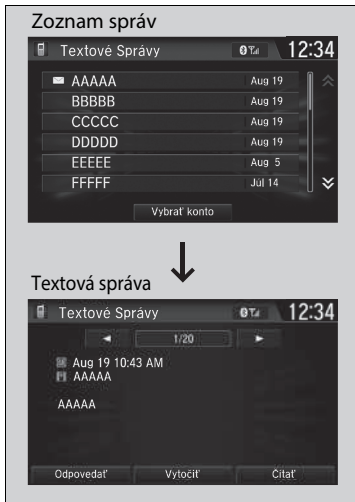 Zoznam správ
Textové Správy 12:34
AAAAA Aug 19
BBBBB Aug 19
CCCCC Aug 19
DDDDD Aug 19
EEEEE Aug 5
FFFFF Júl 14
Vybrať konto
Textová správa
Textové Správy 12:34
1/20
Aug 19 10:43 AM
AAAAA
AAAAA
Odpovedať Vytočiť Čítať